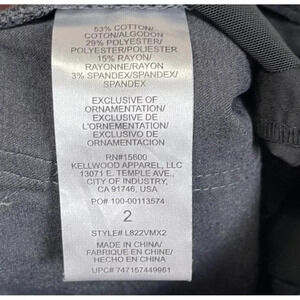 53% COTTON/
COTON/ALGODON
29% POLYESTER/
POLYESTER/POLIESTER
15% RAYON/
RAYONNE/RAYON
3% SPANDEX/SPANDEX/
SPANDEX
EXCLUSIVE OF
ORNAMENTATION/
EXCLUSIVE DE
L'ORNEMENTATION/
EXCLUSIVO DE
ORNAMENTACION
RN#15600
KELLWOOD APPAREL, LLC
13071 E. TEMPLE AVE.,
CITY OF INDUSTRY,
CA 91746, USA
PO# 100-00113574
2
STYLE# L822VMX2
MADE IN CHINA/
FABRIQUE EN CHINE/
HECHO EN CHINA
UPC# 747157449961